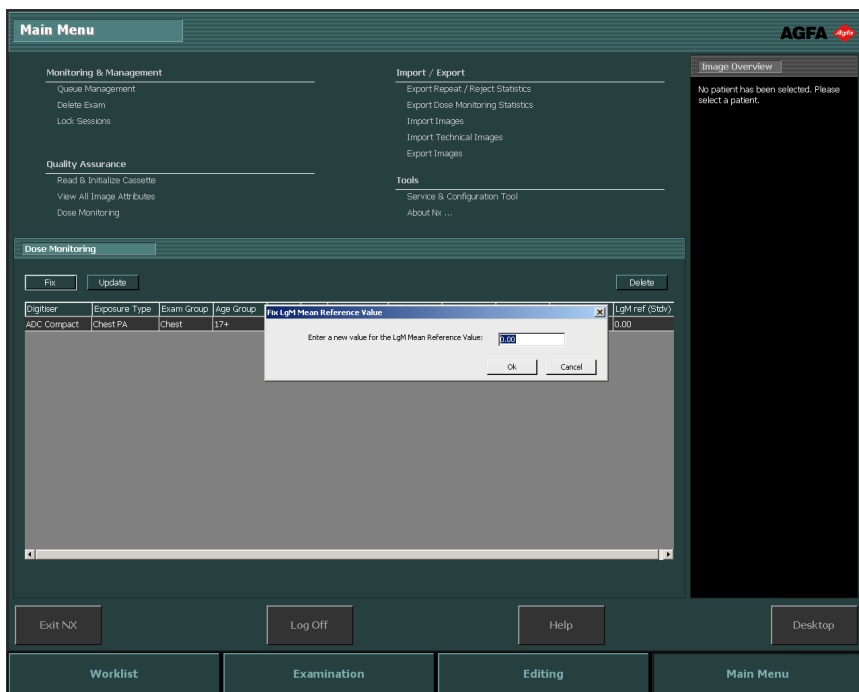 Main Menu
AGFA
Agfa
Monitoring & Management
Queue Management
Delete Exam
Lock Sessions
Quality Assurance
Read & Initialize Cassette
View All Image Attributes
Dose Monitoring
Import / Export
Export Repeat / Reject Statistics
Export Dose Monitoring Statistics
Import Images
Import Technical Images
Export Images
Tools
Service & Configuration Tool
About Nx ...
Image Overview
No patient has been selected. Please
select a patient.
Dose Monitoring
Fix Update Delete
Digitiser Exposure Type Exam Group Age Group LgM ref (Stdv)
ADC Compact Chest PA Chest 17+ 0.00
Fix LgM Mean Reference Value
Enter a new value for the LgM Mean Reference Value: 0.00
Ok Cancel
Exit NX Log Off Help Desktop
Worklist Examination Editing Main Menu